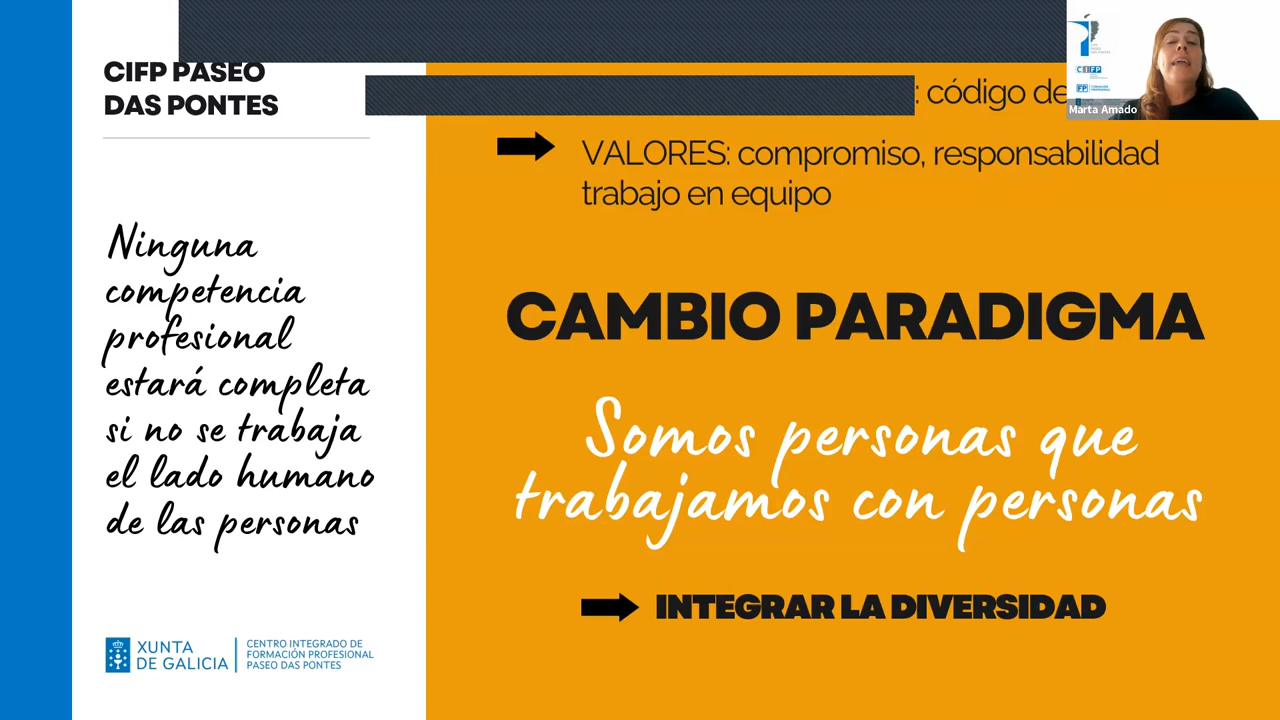 CIFP PASEO
DAS PONTES
Ninguna
competencia
profesional
estará completa
si no se trabaja
el lado humano
de las personas
XUNTA
DE GALICIA
CENTRO INTEGRADO DE
FORMACIÓN PROFESIONAL
PASEO DAS PONTES
: código de
VALORES: compromiso, responsabilidad
trabajo en equipo
CAMBIO PARADIGMA
Somos personas que
trabajamos con personas
INTEGRAR LA DIVERSIDAD
CIFP
FP
Marta Amado